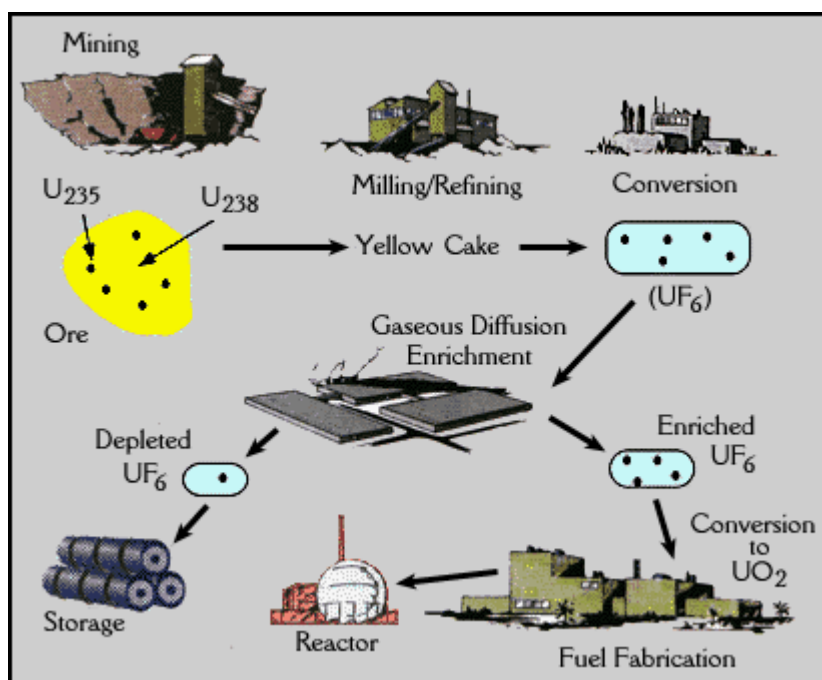 Mining
Milling/Refining
Conversion
U235
U238
Ore
Yellow Cake
(UF6)
Gaseous Diffusion
Enrichment
Depleted
UF6
Enriched
UF6
Storage
Reactor
Conversion
to
UO2
Fuel Fabrication